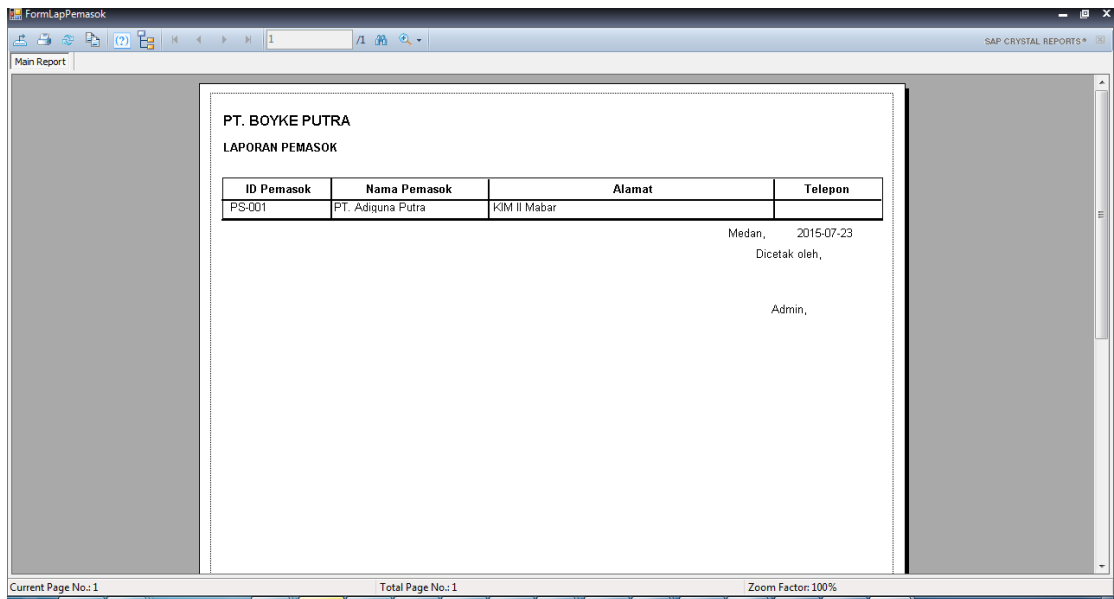 FormLapPemasok
1 /1 SAP CRYSTAL REPORTS®
Main Report
PT. BOYKE PUTRA
LAPORAN PEMASOK
ID Pemasok Nama Pemasok Alamat Telepon
PS-001 PT. Adiguna Putra KIM II Mabar
Medan, 2015-07-23
Dicetak oleh,
Admin,
Current Page No.: 1 Total Page No.: 1 Zoom Factor: 100%